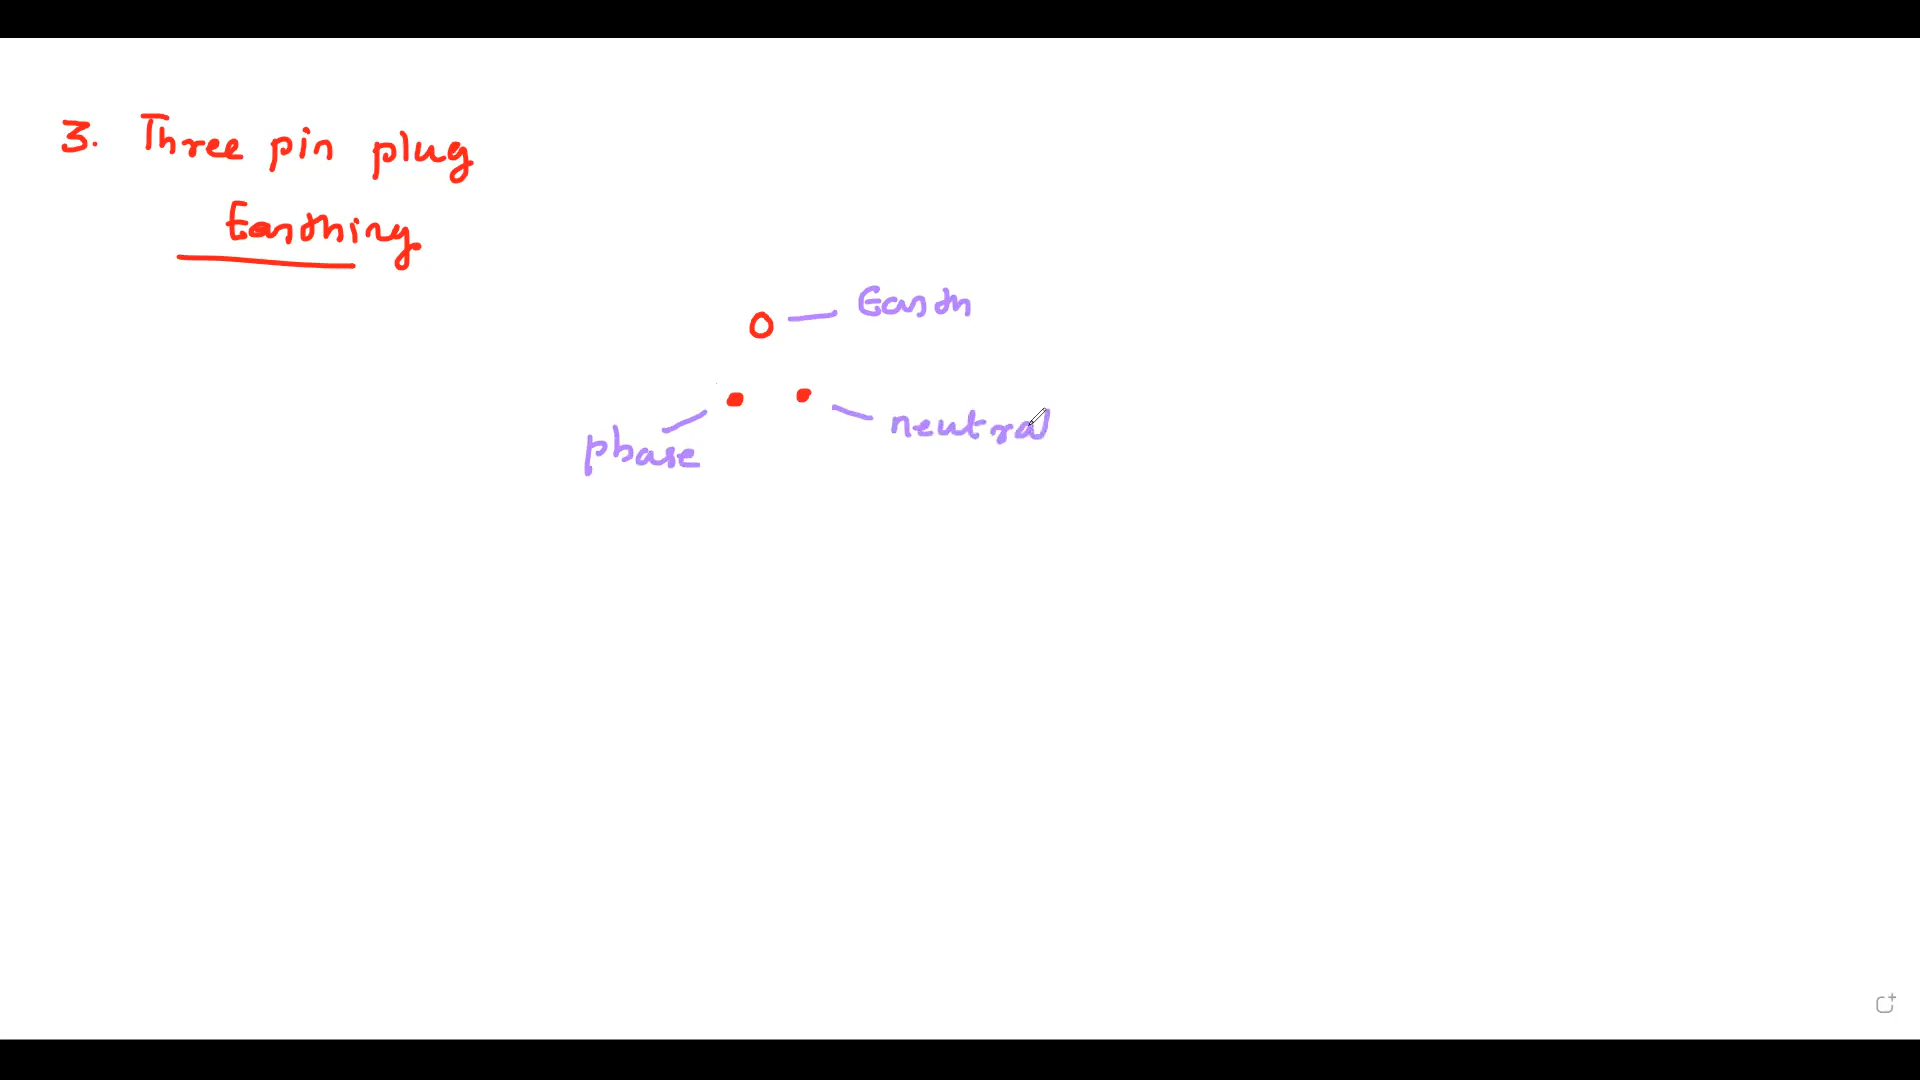 3. Three pin plug
Earthing
Earth
phase
neutral